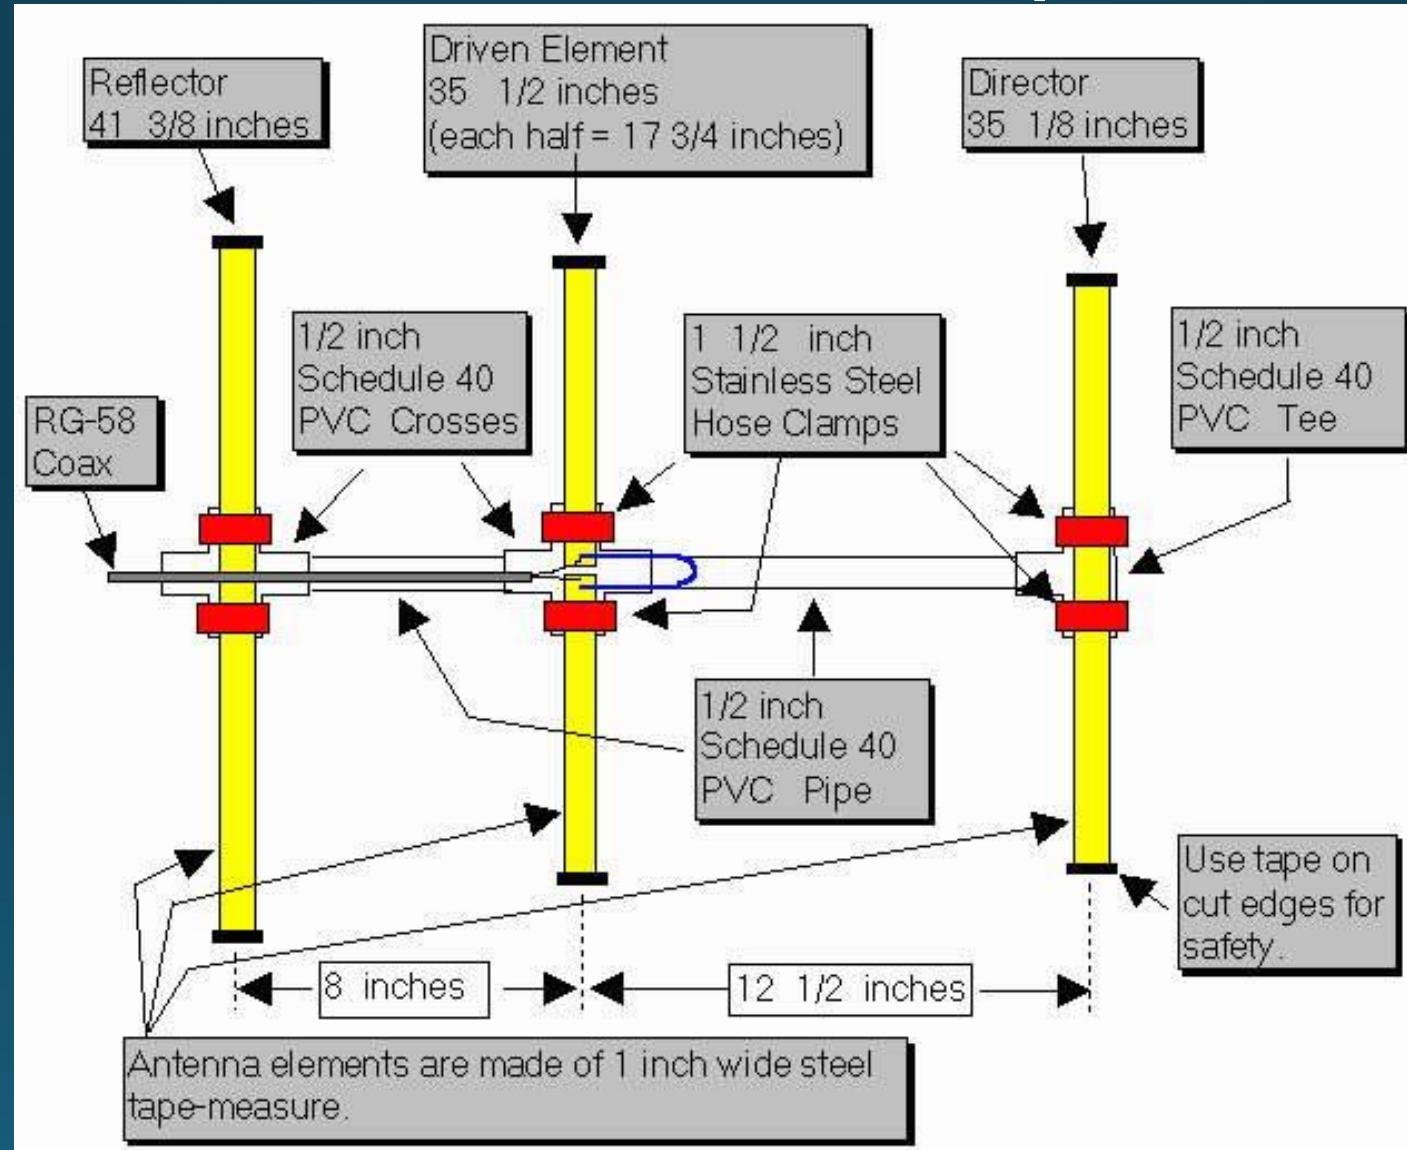 Reflector
41 3/8 inches
Driven Element
35 1/2 inches
(each half = 17 3/4 inches)
Director
35 1/8 inches
RG-58
Coax
1/2 inch
Schedule 40
PVC Crosses
1 1/2 inch
Stainless Steel
Hose Clamps
1/2 inch
Schedule 40
PVC Tee
1/2 inch
Schedule 40
PVC Pipe
Use tape on
cut edges for
safety.
8 inches
12 1/2 inches
Antenna elements are made of 1 inch wide steel
tape-measure.